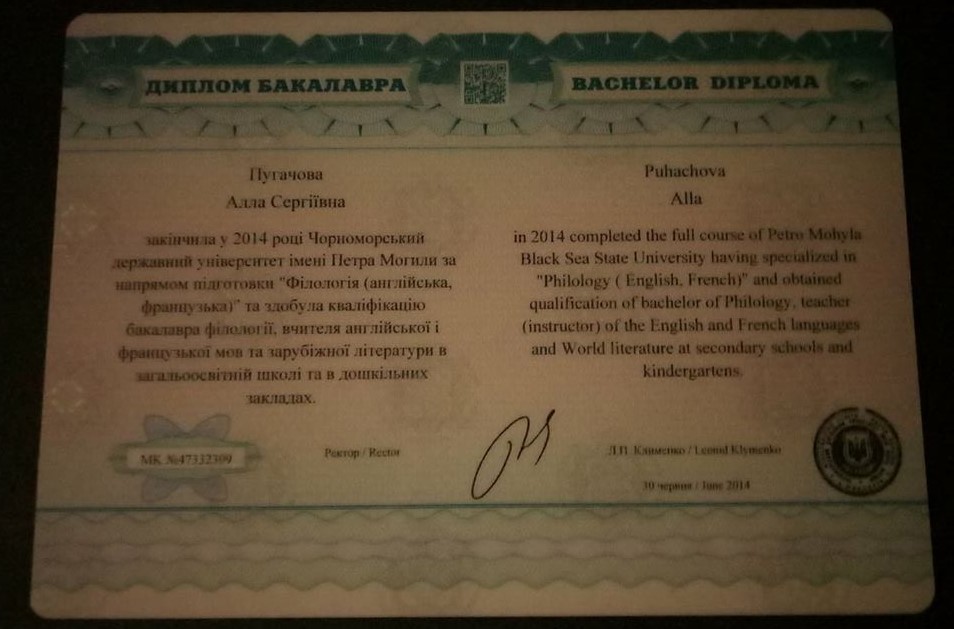 ДИПЛОМ БАКАЛАВРА
Пугачова
Алла Сергіївна
закінчила у 2014 році Чорноморський
державний університет імені Петра Могили за
напрямом підготовки "Філологія (англійська,
французька)" та здобула кваліфікацію
бакалавра філології, вчителя англійської і
французької мов та зарубіжної літератури в
загальоосвітній школі та в дошкільних
закладах.
BACHELOR DIPLOMA
Puhachova
Alla
in 2014 completed the full course of Petro Mohyla
Black Sea State University having specialized in
"Philology ( English, French)" and obtained
qualification of bachelor of Philology, teacher
(instructor) of the English and French languages
and World literature at secondary schools and
kindergartens.
МК №47332309
Ректор / Rector
Л.П. Клименко / Leonid Klymenko
30 червня / June 2014